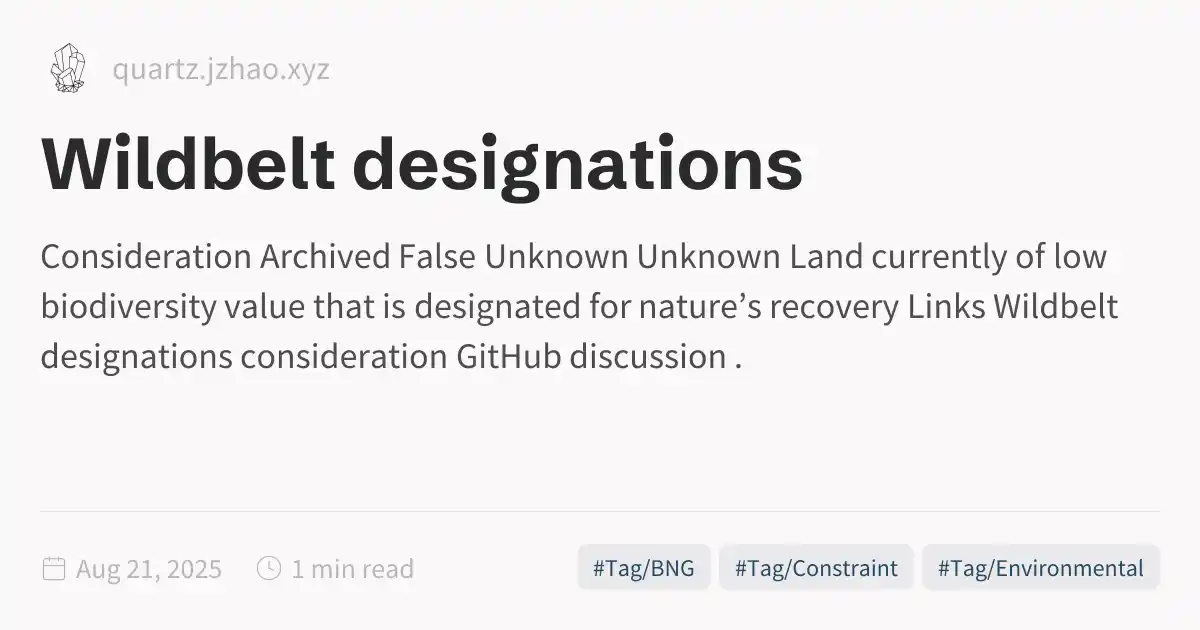 quartz.jzhao.xyz
Wildbelt designations
Consideration Archived False Unknown Unknown Land currently of low
biodiversity value that is designated for nature’s recovery Links Wildbelt
designations consideration GitHub discussion .
Aug 21, 2025 1 min read #Tag/BNG #Tag/Constraint #Tag/Environmental